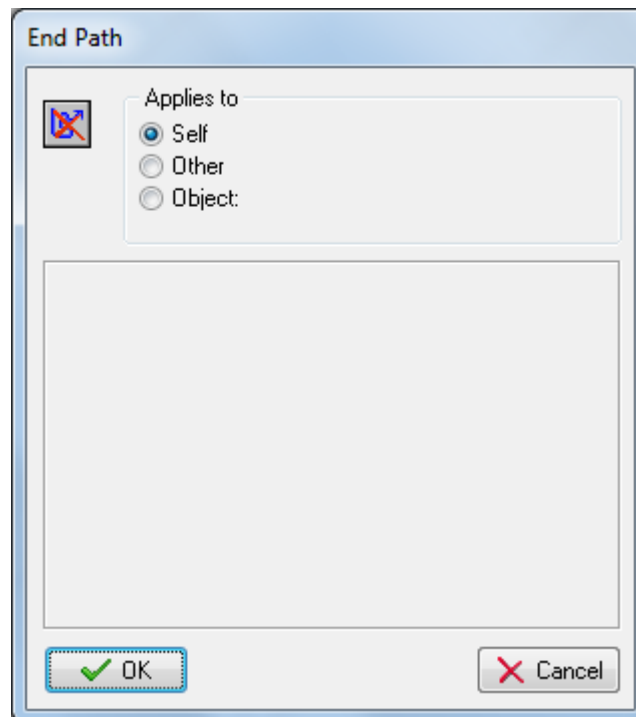 End Path
Applies to
Self
Other
Object:
OK
Cancel